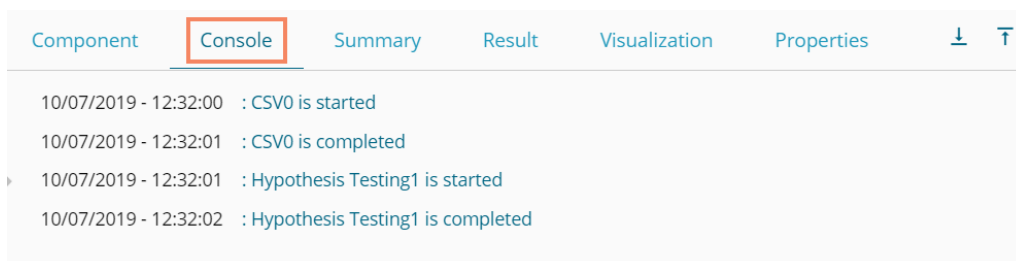 Component Console Summary Result Visualization Properties
10/07/2019 - 12:32:00 : CSV0 is started
10/07/2019 - 12:32:01 : CSV0 is completed
10/07/2019 - 12:32:01 : Hypothesis Testing1 is started
10/07/2019 - 12:32:02 : Hypothesis Testing1 is completed